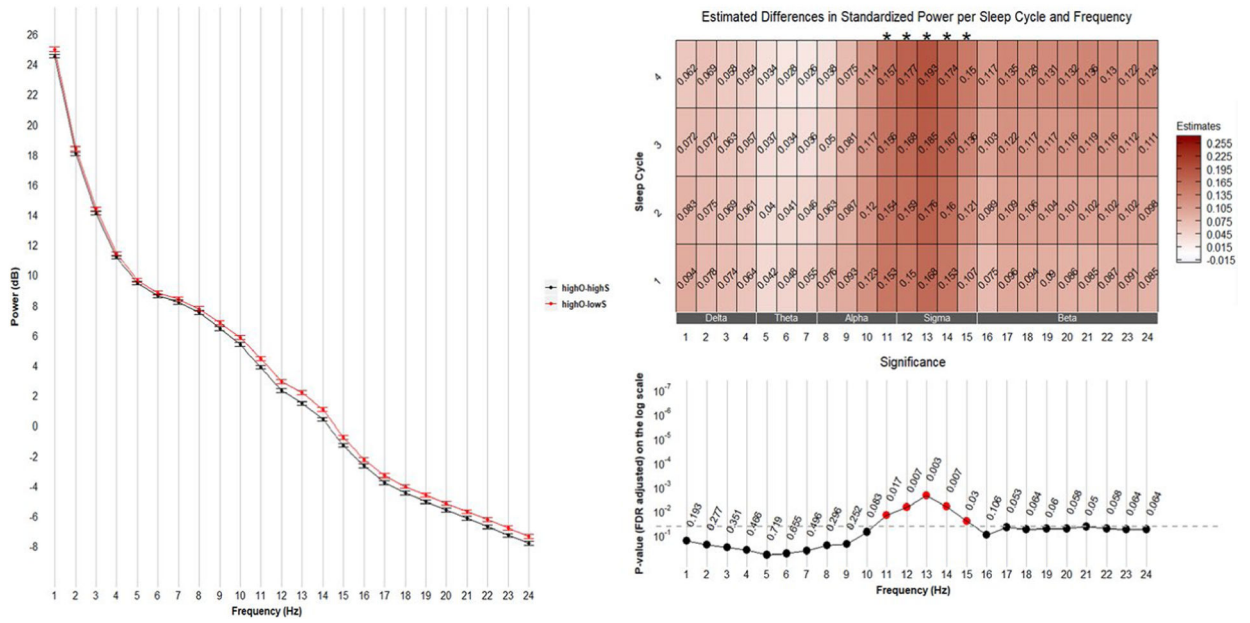 26
24
22
20
18
16
14
12
10
8
6
4
2
0
-2
-4
-6
-8
Power (dB)
1 2 3 4 5 6 7 8 9 10 11 12 13 14 15 16 17 18 19 20 21 22 23 24
Frequency (Hz)
highO-highS
highO-lowS
Estimated Differences in Standardized Power per Sleep Cycle and Frequency
* * * * *
Sleep Cycle
4 0.062 0.069 0.058 0.054 0.034 0.028 0.026 0.038 0.075 0.114 0.157 0.177 0.193 0.174 0.15 0.117 0.135 0.128 0.131 0.132 0.136 0.13 0.122 0.124
3 0.072 0.072 0.063 0.057 0.037 0.034 0.036 0.05 0.081 0.117 0.156 0.168 0.185 0.167 0.136 0.103 0.122 0.117 0.117 0.116 0.119 0.116 0.112 0.111
2 0.083 0.075 0.069 0.061 0.04 0.041 0.046 0.063 0.087 0.12 0.154 0.159 0.176 0.16 0.121 0.089 0.109 0.106 0.104 0.101 0.102 0.102 0.102 0.098
1 0.094 0.078 0.074 0.064 0.042 0.048 0.055 0.076 0.093 0.123 0.153 0.15 0.168 0.153 0.107 0.075 0.096 0.094 0.09 0.086 0.085 0.087 0.091 0.085
Delta Theta Alpha Sigma Beta
1 2 3 4 5 6 7 8 9 10 11 12 13 14 15 16 17 18 19 20 21 22 23 24
Estimates
0.255
0.225
0.195
0.165
0.135
0.105
0.075
0.045
0.015
-0.015
Significance
P-value (FDR adjusted) on the log scale
10-7
10-6
10-5
10-4
10-3
10-2
10-1
0.193 0.277 0.351 0.466 0.719 0.655 0.496 0.296 0.252 0.083 0.017 0.007 0.003 0.007 0.03 0.106 0.053 0.064 0.06 0.058 0.05 0.058 0.064 0.064
1 2 3 4 5 6 7 8 9 10 11 12 13 14 15 16 17 18 19 20 21 22 23 24
Frequency (Hz)